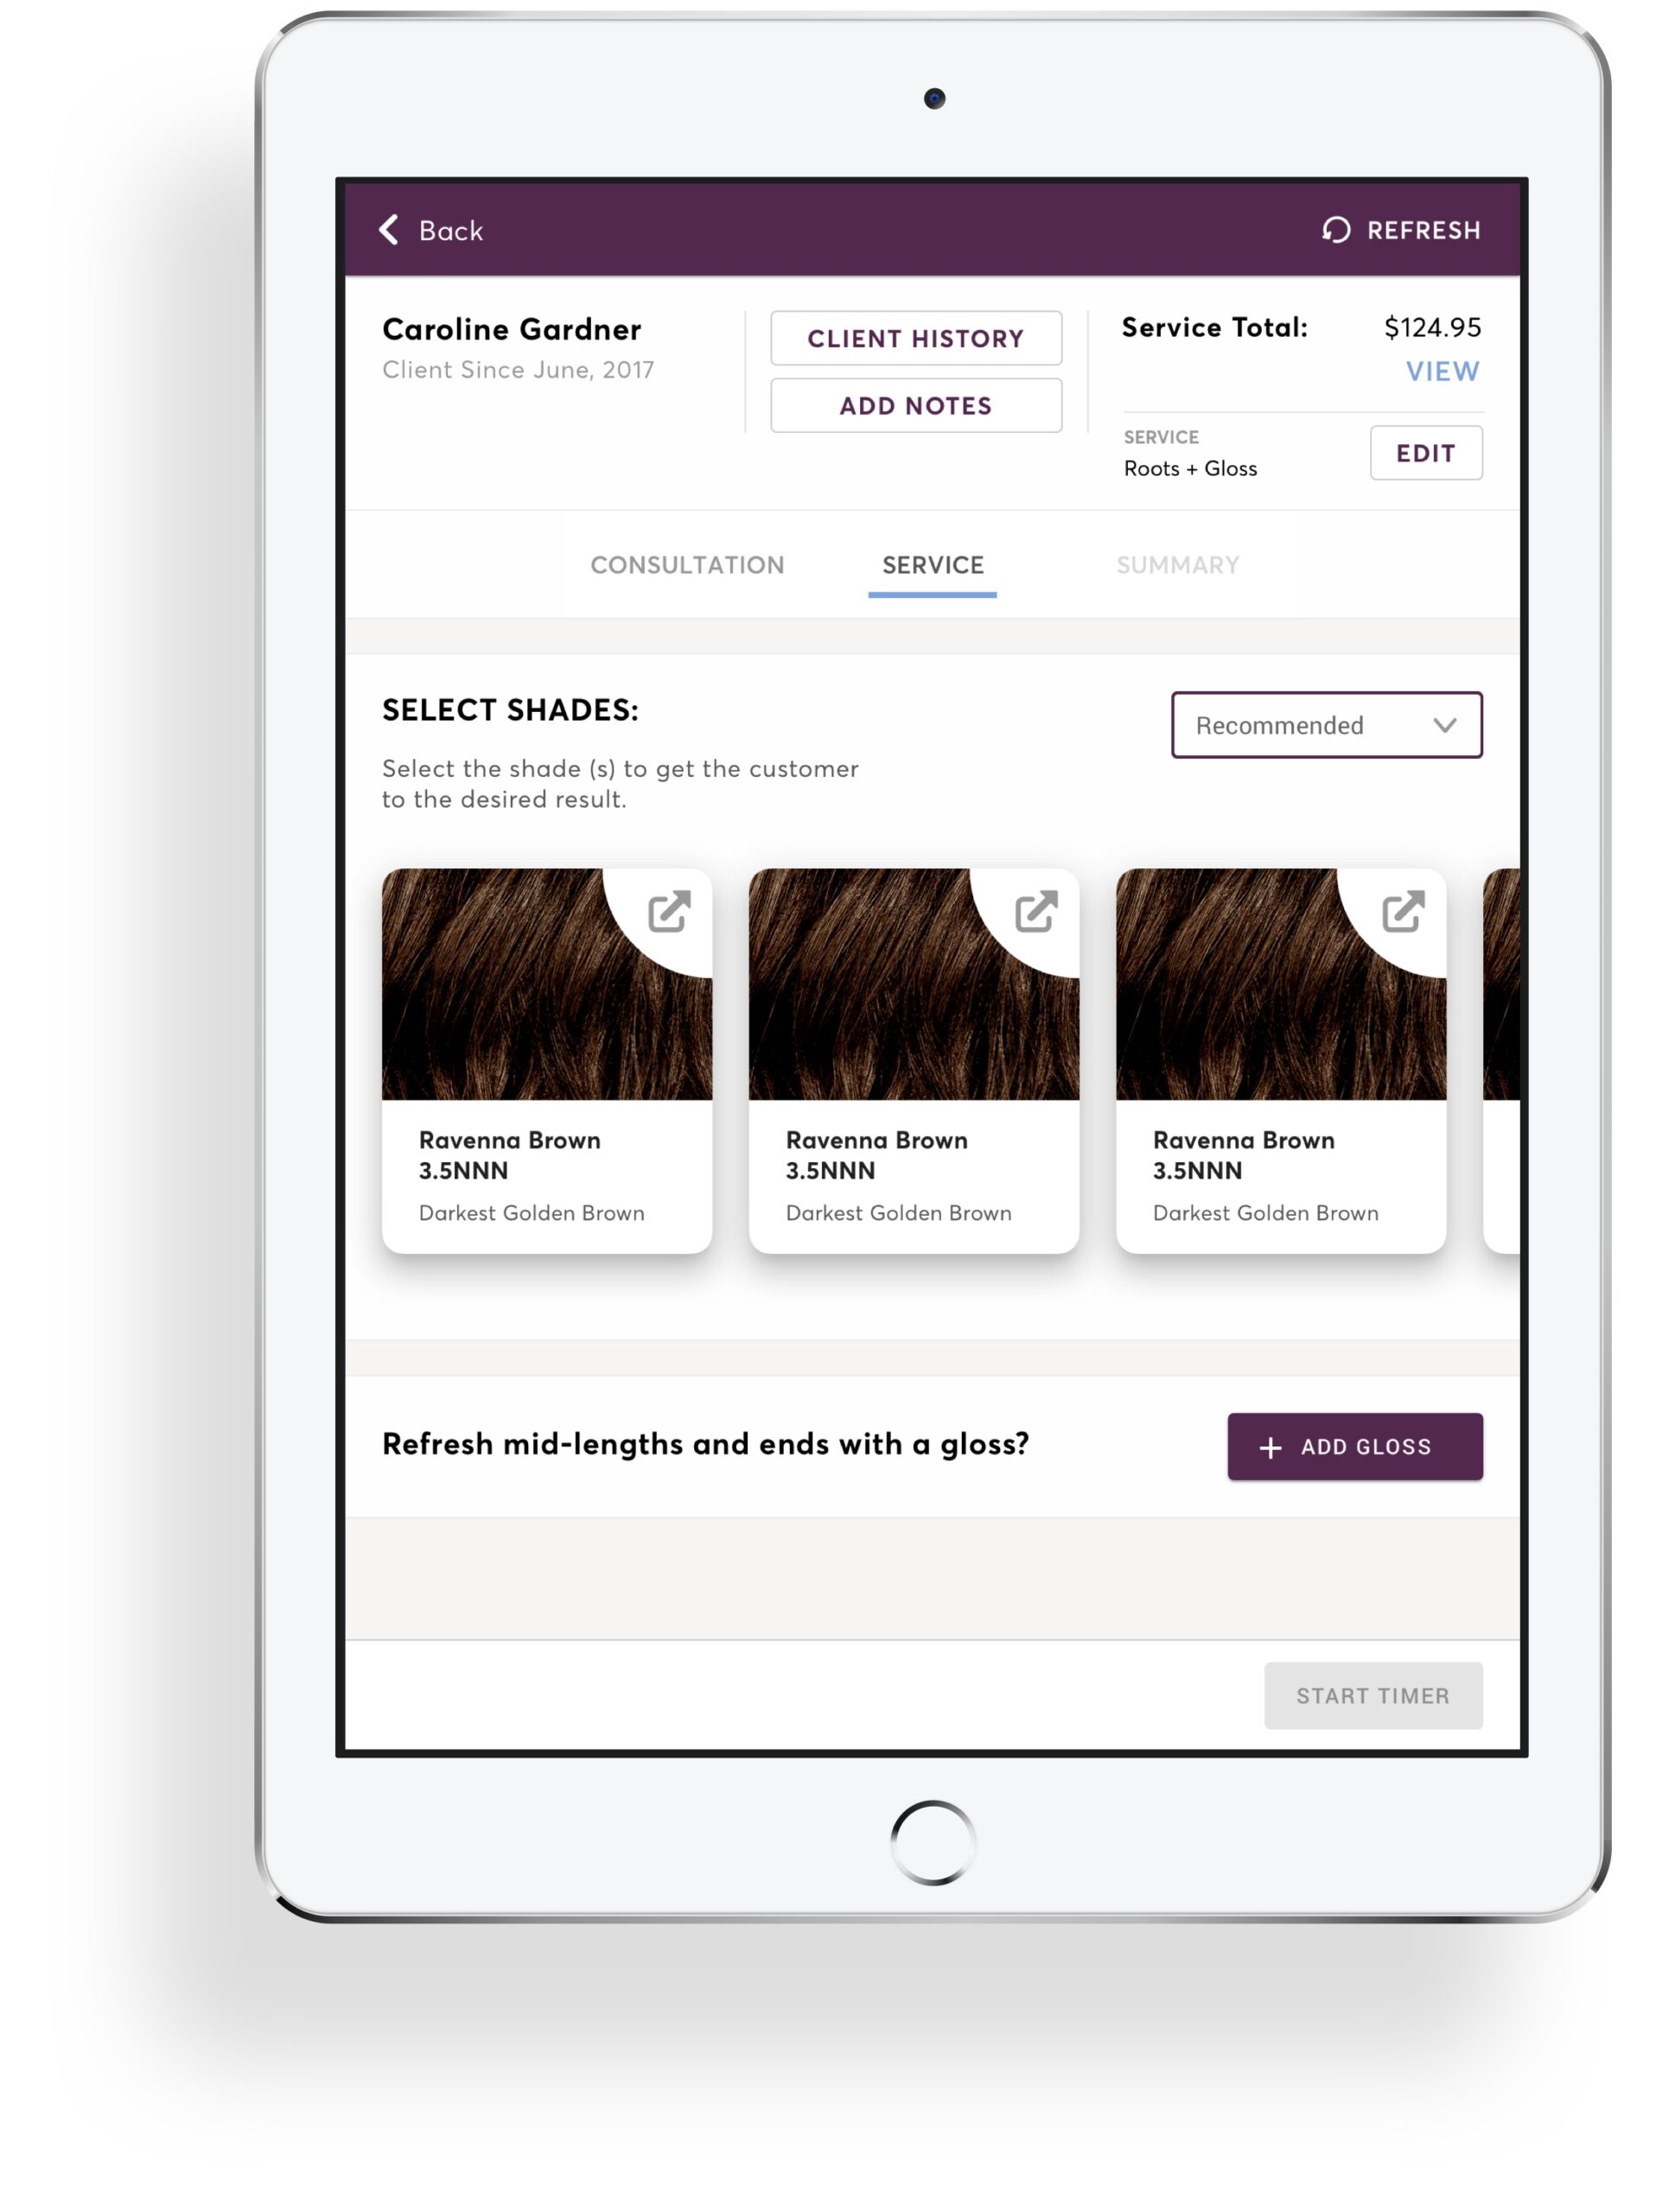 Back
REFRESH
Caroline Gardner
Client Since June, 2017
CLIENT HISTORY
ADD NOTES
Service Total: $124.95
VIEW
SERVICE
Roots + Gloss
EDIT
CONSULTATION
SERVICE
SUMMARY
SELECT SHADES:
Select the shade (s) to get the customer
to the desired result.
Recommended
Ravenna Brown
3.5NNN
Darkest Golden Brown
Ravenna Brown
3.5NNN
Darkest Golden Brown
Ravenna Brown
3.5NNN
Darkest Golden Brown
Refresh mid-lengths and ends with a gloss?
+ ADD GLOSS
START TIMER